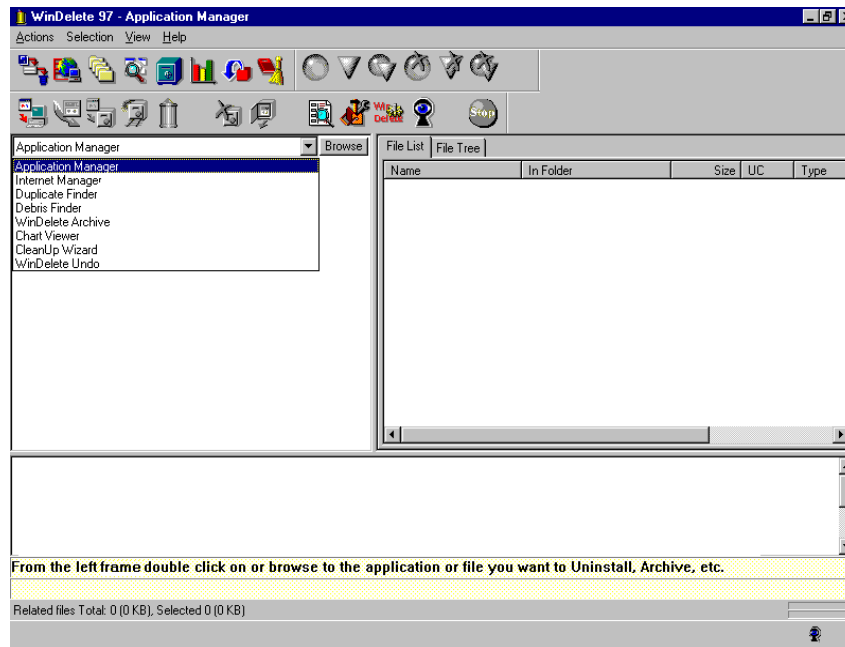 WinDelete 97 - Application Manager
Actions Selection View Help
Win
Delete
Stop
Application Manager
Browse
File List
File Tree
Application Manager
Internet Manager
Duplicate Finder
Debris Finder
WinDelete Archive
Chart Viewer
CleanUp Wizard
WinDelete Undo
Name In Folder Size UC Type
From the left frame double click on or browse to the application or file you want to Uninstall, Archive, etc.
Related files Total: 0 (0 KB), Selected 0 (0 KB)